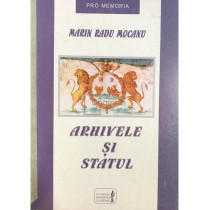 PRO MEMORIA
MARIN RADU MOCANU
ARHIVELE
ȘI
STATUL